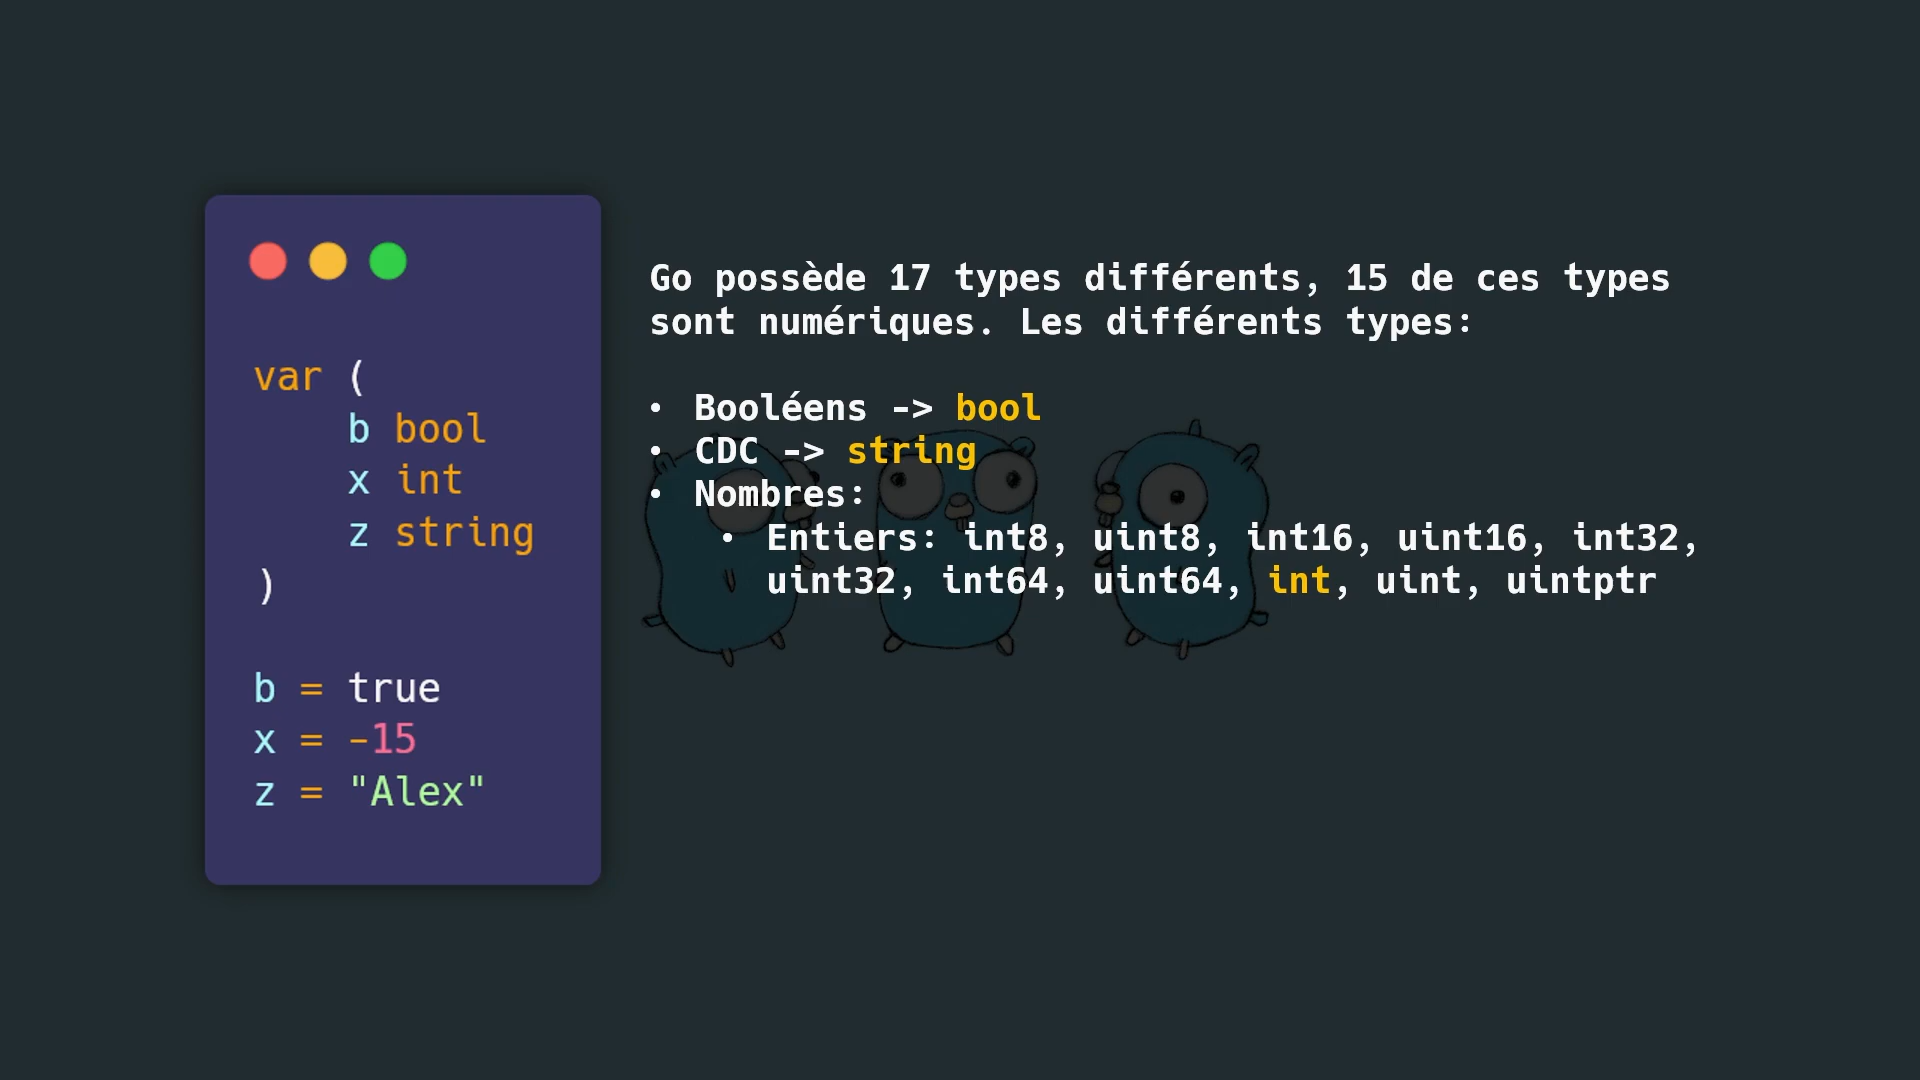 var (
b bool
x int
z string
)
b = true
x = -15
z = "Alex"
Go possède 17 types différents, 15 de ces types
sont numériques. Les différents types:
• Booléens -> bool
• CDC -> string
• Nombres:
• Entiers: int8, uint8, int16, uint16, int32,
uint32, int64, uint64, int, uint, uintptr